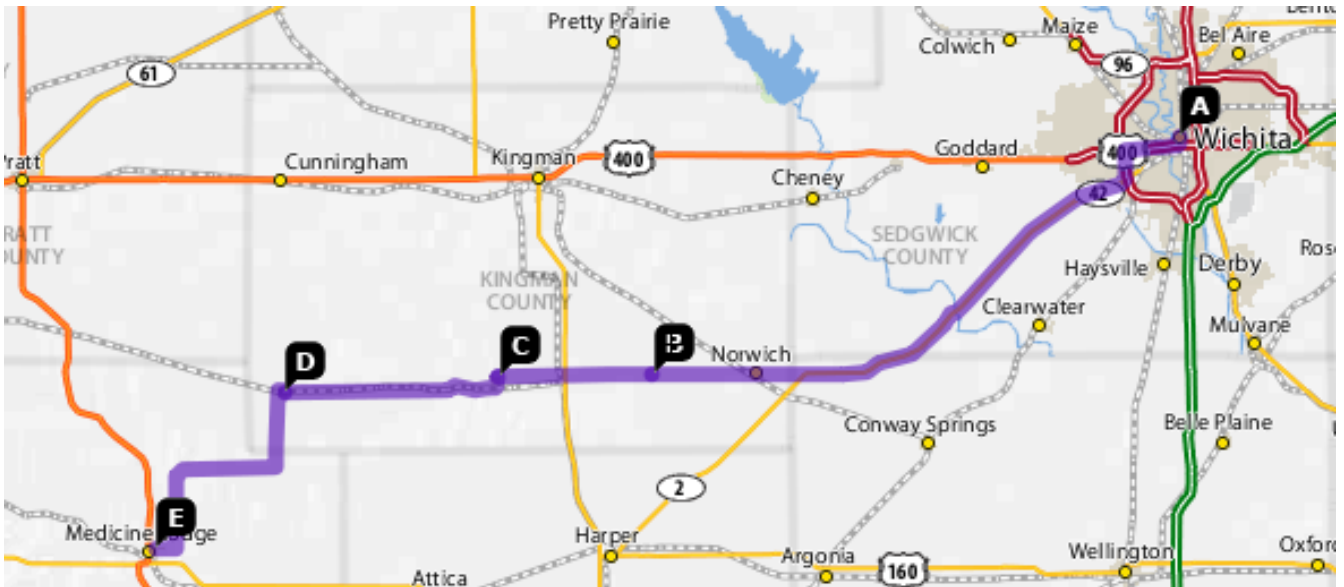 Pretty Prairie
Maize
Colwich
Bel Aire
61
96
A
400
Wichita
Pratt
Cunningham
Kingman
400
Goddard
Cheney
42
SEDGWICK
COUNTY
COUNTY
Haysville
Derby
KINGMAN
COUNTY
Clearwater
Mulvane
D
C
B
Norwich
Conway Springs
Belle Plaine
2
E
Medicine
Harper
Argonia
160
Wellington
Oxford
Attica